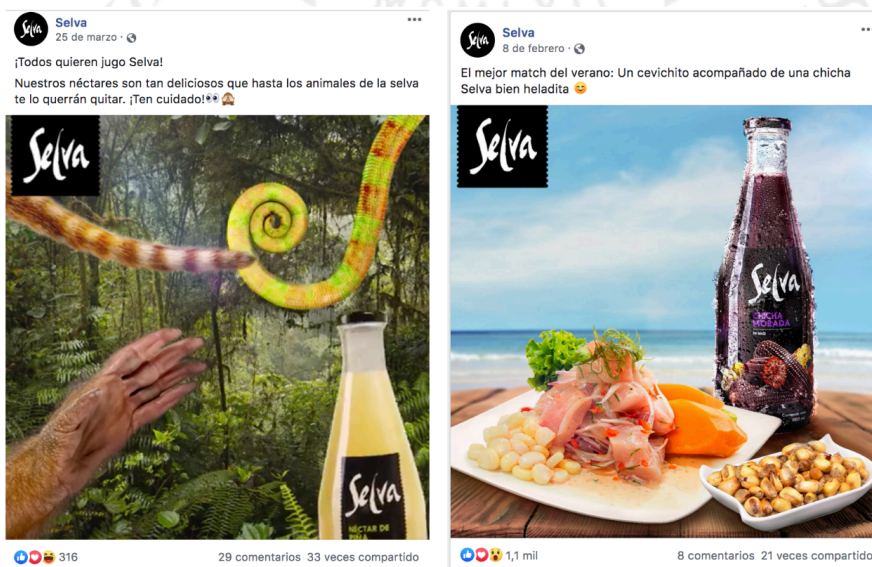 Selva
Selva
25 de marzo ·
¡Todos quieren jugo Selva!
Nuestros néctares son tan deliciosos que hasta los animales de la selva
te lo querrán quitar. ¡Ten cuidado!👀🙈
Selva
Selva
NÉCTAR DE
PIÑA
316
29 comentarios 33 veces compartido
Selva
Selva
8 de febrero ·
El mejor match del verano: Un cevichito acompañado de una chicha
Selva bien heladita 😊
Selva
Selva
CHICHA
MORADA
1,1 mil
8 comentarios 21 veces compartido